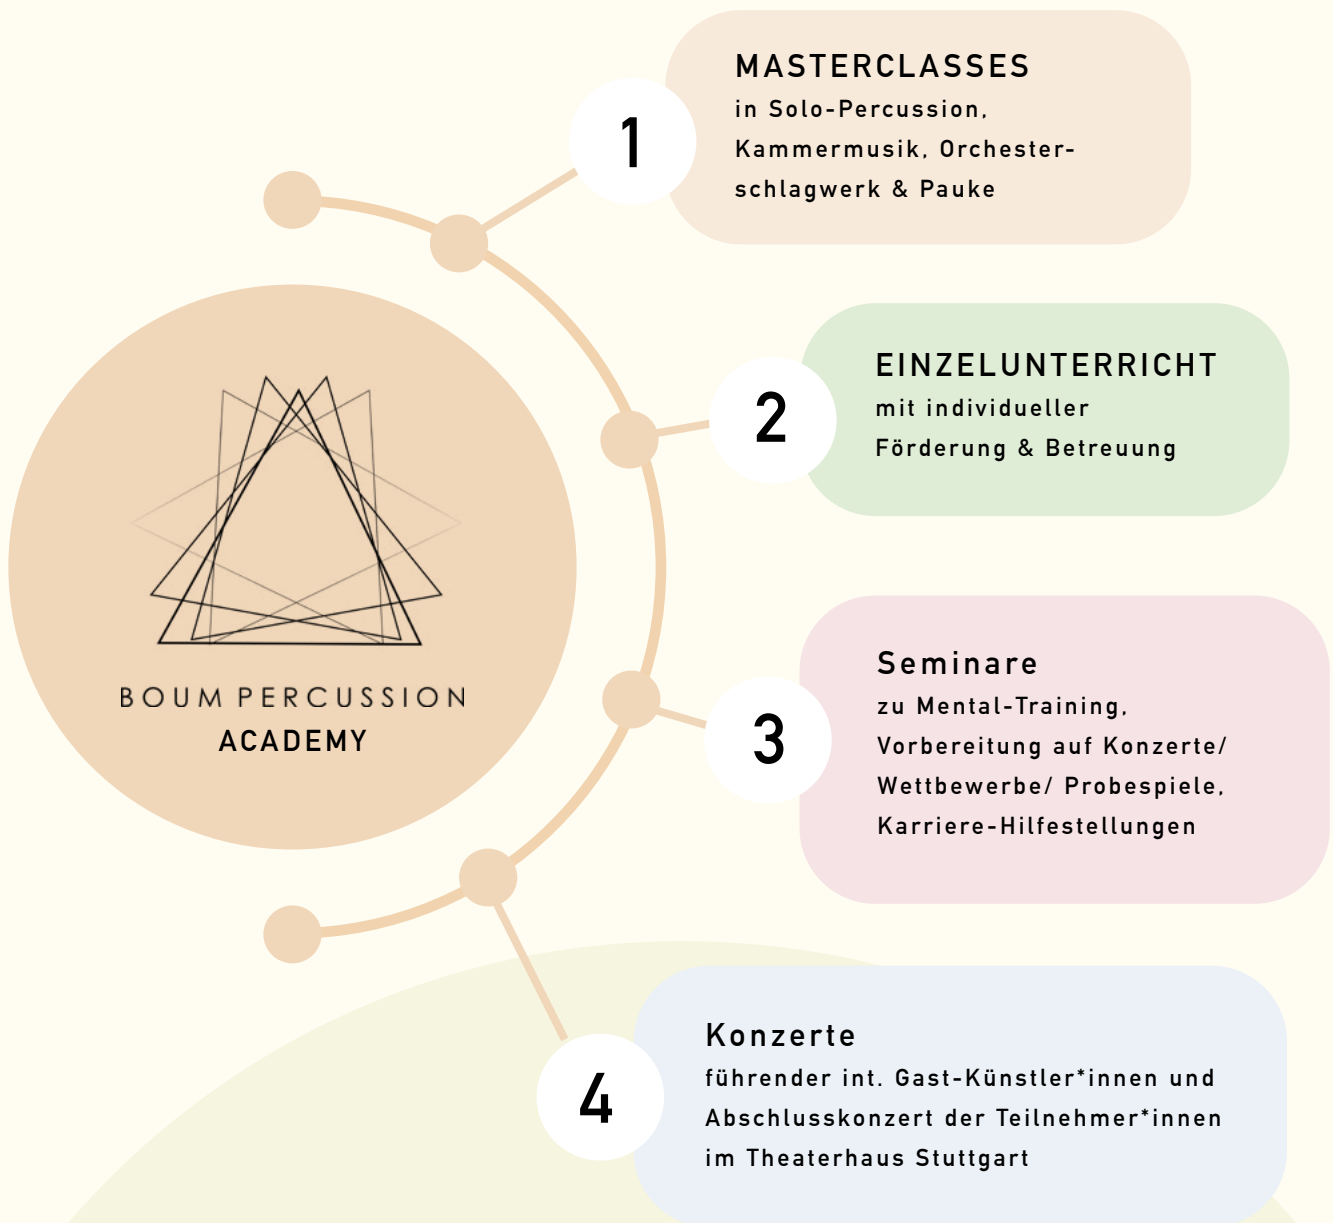 1
MASTERCLASSES
in Solo-Percussion,
Kammermusik, Orchester-
schlagwerk & Pauke
2
EINZELUNTERRICHT
mit individueller
Förderung & Betreuung
BOUM PERCUSSION
ACADEMY
3
Seminare
zu Mental-Training,
Vorbereitung auf Konzerte/
Wettbewerbe/ Probespiele,
Karriere-Hilfestellungen
4
Konzerte
führender int. Gast-Künstler*innen und
Abschlusskonzert der Teilnehmer*innen
im Theaterhaus Stuttgart